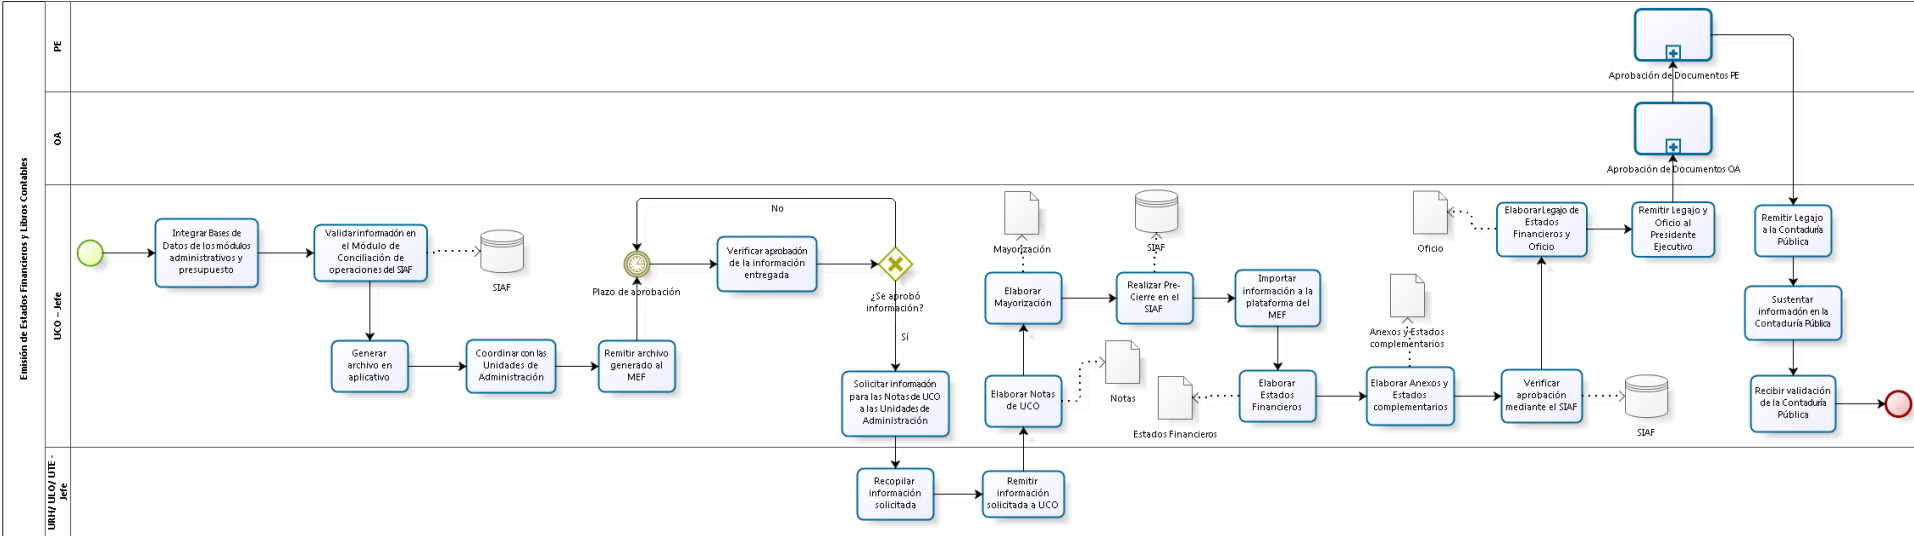 Emisión de Estados Financieros y Libros Contables
PE
Aprobación de Documentos PE
OA
Aprobación de Documentos OA
UCO – Jefe
Integrar Bases de
Datos de los módulos
administrativos y
presupuesto
Validar información en
el Módulo de
Conciliación de
operaciones del SIAF
SIAF
Generar
archivo en
aplicativo
Coordinar con las
Unidades de
Administración
Remitir archivo
generado al
MEF
Plazo de aprobación
Verificar aprobación
de la información
entregada
No
¿Se aprobó
información?
Sí
Solicitar información
para las Notas de UCO
a las Unidades de
Administración
Mayorización
Elaborar
Mayorización
Elaborar Notas
de UCO
Notas
SIAF
Realizar Pre-
Cierre en el
SIAF
Importar
información a la
plataforma del
MEF
Elaborar
Estados
Financieros
Estados Financieros
Anexos y Estados
complementarios
Elaborar Anexos y
Estados
complementarios
Verificar
aprobación
mediante el SIAF
SIAF
Oficio
Elaborar Legajo de
Estados
Financieros y
Oficio
Remitir Legajo y
Oficio al
Presidente
Ejecutivo
Remitir Legajo
a la Contaduría
Pública
Sustentar
información en la
Contaduría Pública
Recibir validación
de la Contaduría
Pública
URH/ ULO/ UTE -
Jefe
Recopilar
información
solicitada
Remitir
información
solicitada a UCO